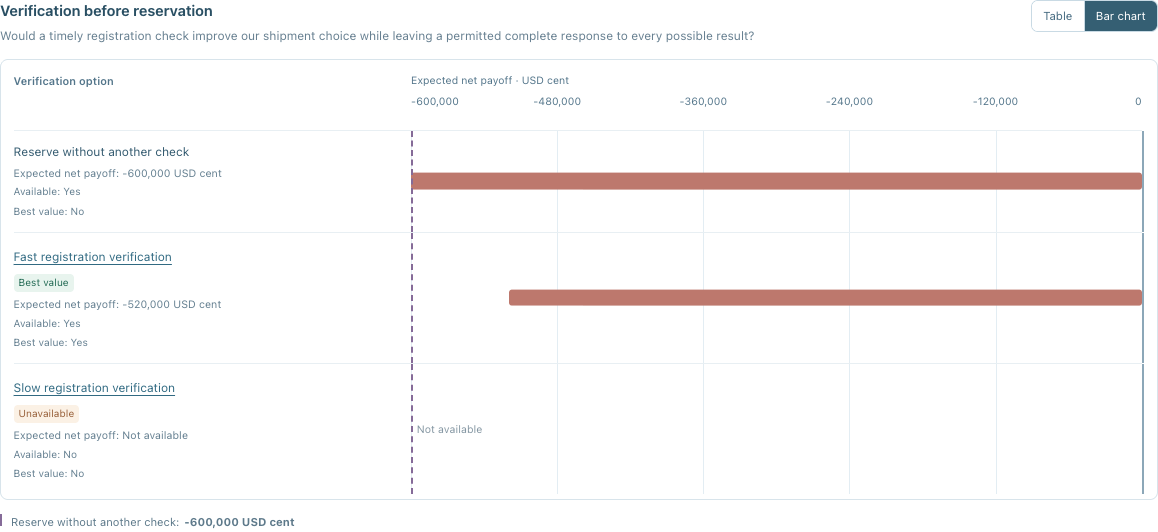 Verification before reservation
Table
Bar chart
Would a timely registration check improve our shipment choice while leaving a permitted complete response to every possible result?
Verification option
Expected net payoff · USD cent
-600,000
-480,000
-360,000
-240,000
-120,000
0
Reserve without another check
Expected net payoff: -600,000 USD cent
Available: Yes
Best value: No
Fast registration verification
Best value
Expected net payoff: -520,000 USD cent
Available: Yes
Best value: Yes
Slow registration verification
Unavailable
Expected net payoff: Not available
Available: No
Best value: No
Not available
Reserve without another check: -600,000 USD cent